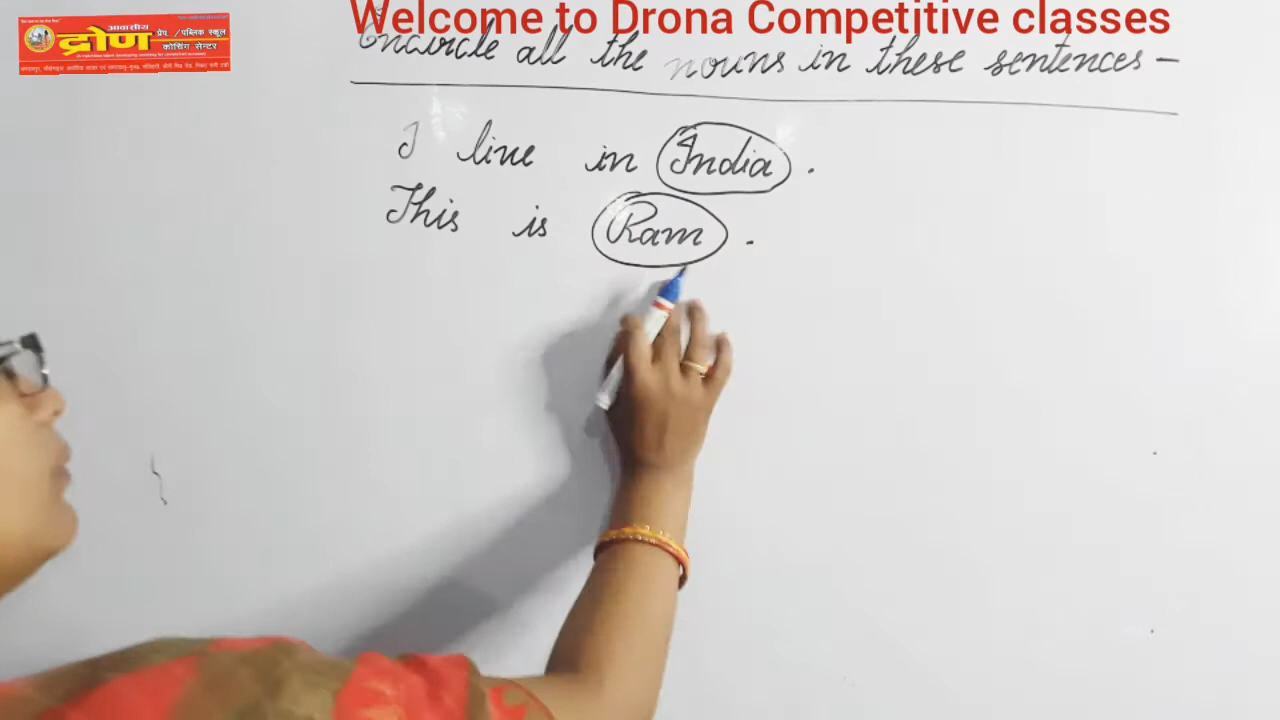 Welcome to Drona Competitive classes
आवासीय
द्रोण प्रेप. /पब्लिक स्कूल
कोचिंग सेन्टर
Encircle all the nouns in these sentences -
I live in India .
This is Ram .